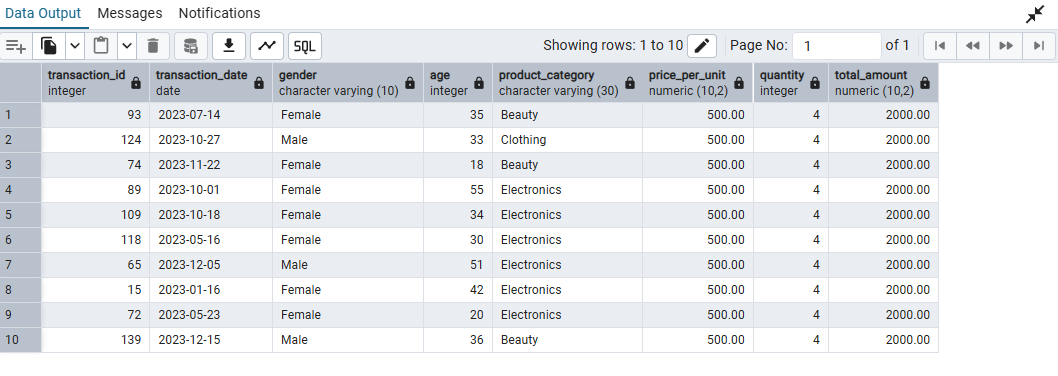 Data Output Messages Notifications
SQL Showing rows: 1 to 10 Page No: 1 of 1
transaction_id transaction_date gender age product_category price_per_unit quantity total_amount
integer date character varying (10) integer character varying (30) numeric (10,2) integer numeric (10,2)
1 93 2023-07-14 Female 35 Beauty 500.00 4 2000.00
2 124 2023-10-27 Male 33 Clothing 500.00 4 2000.00
3 74 2023-11-22 Female 18 Beauty 500.00 4 2000.00
4 89 2023-10-01 Female 55 Electronics 500.00 4 2000.00
5 109 2023-10-18 Female 34 Electronics 500.00 4 2000.00
6 118 2023-05-16 Female 30 Electronics 500.00 4 2000.00
7 65 2023-12-05 Male 51 Electronics 500.00 4 2000.00
8 15 2023-01-16 Female 42 Electronics 500.00 4 2000.00
9 72 2023-05-23 Female 20 Electronics 500.00 4 2000.00
10 139 2023-12-15 Male 36 Beauty 500.00 4 2000.00